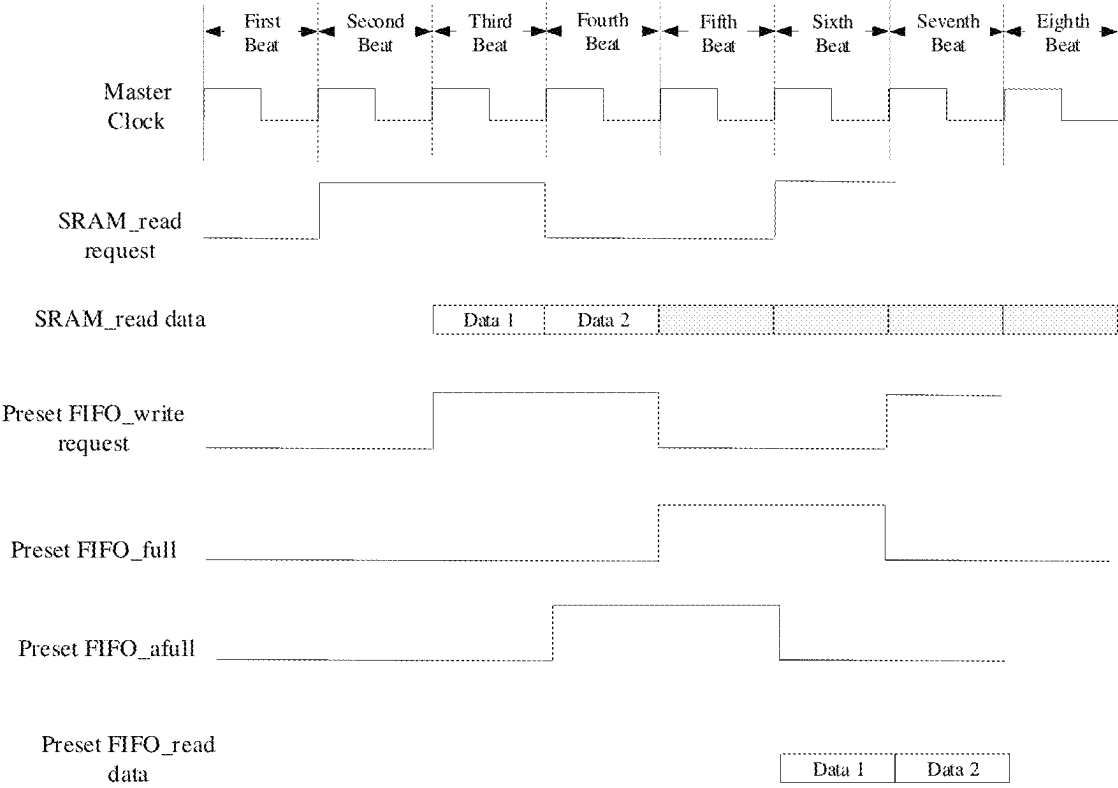 First Beat
Second Beat
Third Beat
Fourth Beat
Fifth Beat
Sixth Beat
Seventh Beat
Eighth Beat
Master
Clock
SRAM_read
request
SRAM_read data
Data 1
Data 2
Preset FIFO_write
request
Preset FIFO_full
Preset FIFO_afull
Preset FIFO_read
data
Data 1
Data 2